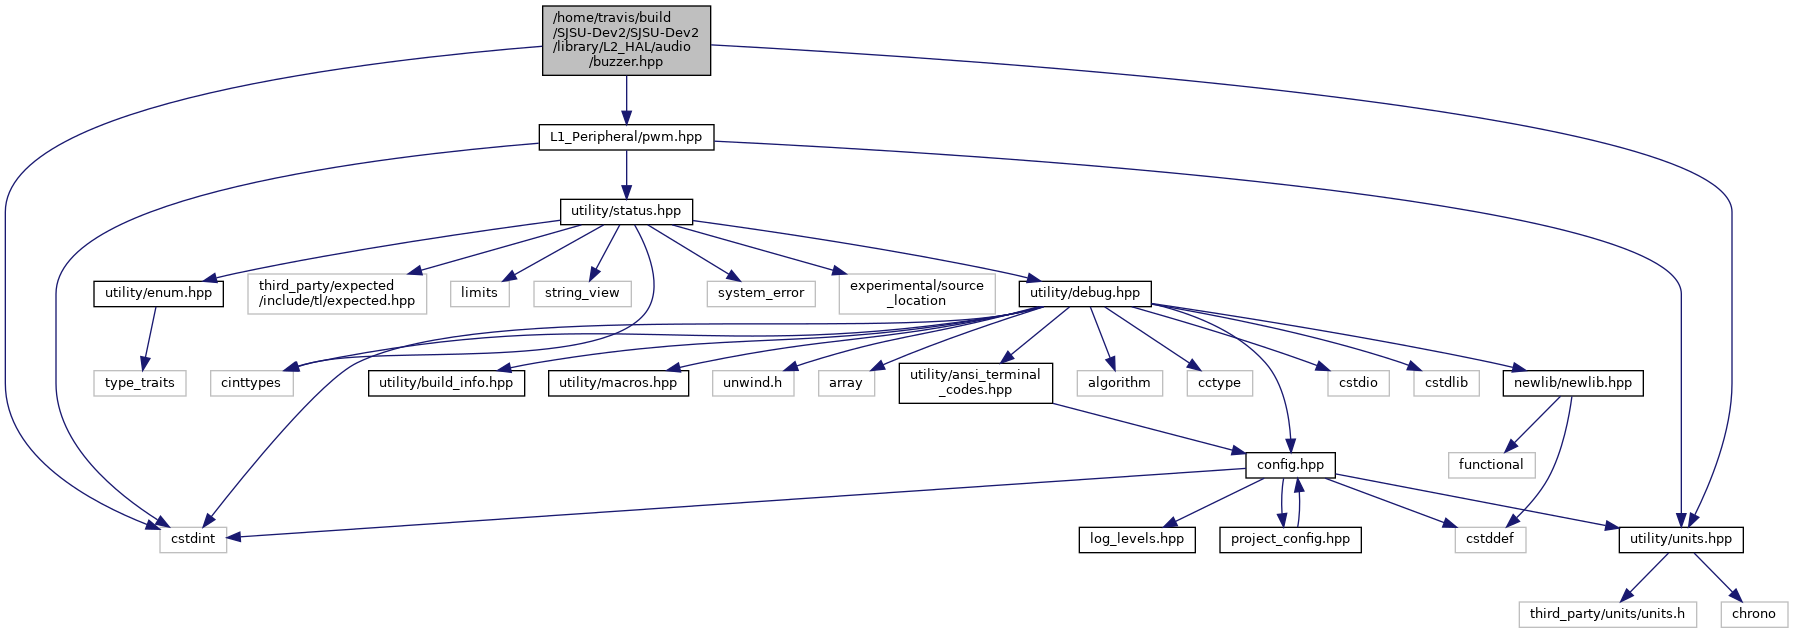 /home/travis/build
/SJSU-Dev2/SJSU-Dev2
/library/L2_HAL/audio
/buzzer.hpp
L1_Peripheral/pwm.hpp
utility/status.hpp
utility/enum.hpp
third_party/expected
/include/tl/expected.hpp
limits
string_view
system_error
experimental/source
_location
utility/debug.hpp
type_traits
cinttypes
utility/build_info.hpp
utility/macros.hpp
unwind.h
array
utility/ansi_terminal
_codes.hpp
algorithm
cctype
cstdio
cstdlib
newlib/newlib.hpp
config.hpp
functional
cstdint
log_levels.hpp
project_config.hpp
cstddef
utility/units.hpp
third_party/units/units.h
chrono